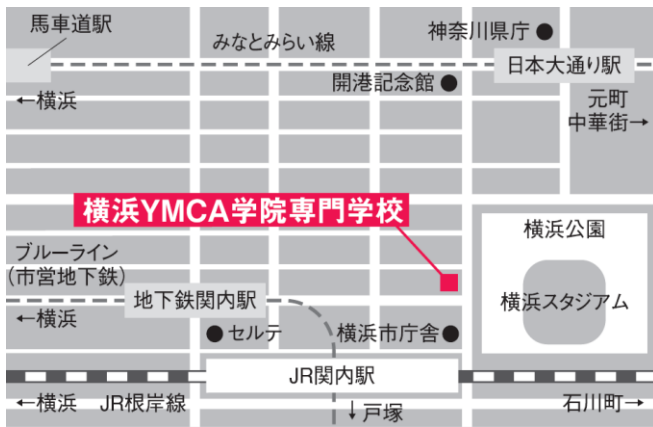 馬車道駅
みなとみらい線
神奈川県庁
日本大通り駅
開港記念館
←横浜
元町
中華街→
横浜YMCA学院専門学校
横浜公園
ブルーライン
(市営地下鉄)
地下鉄関内駅
横浜スタジアム
←横浜
セルテ
横浜市庁舎
JR関内駅
←横浜
JR根岸線
↓戸塚
石川町→